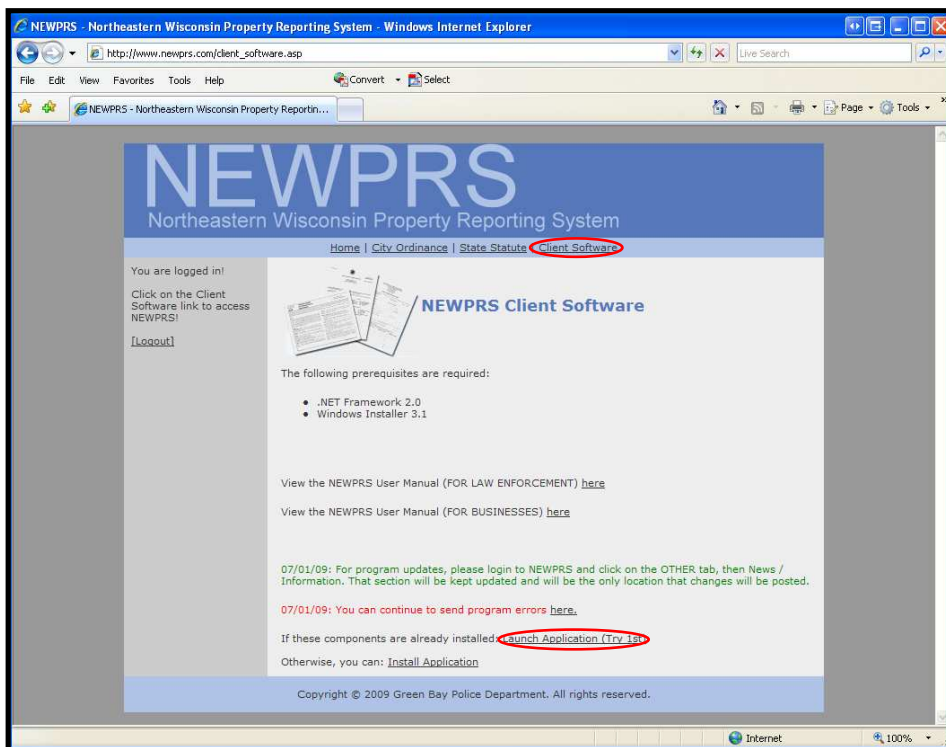 NEWPRS - Northeastern Wisconsin Property Reporting System - Windows Internet Explorer
http://www.newprs.com/client_software.asp
Live Search
File Edit View Favorites Tools Help
Convert Select
NEWPRS - Northeastern Wisconsin Property Reportin...
Page Tools
NEWPRS
Northeastern Wisconsin Property Reporting System
Home | City Ordinance | State Statute | Client Software
You are logged in!
Click on the Client
Software link to access
NEWPRS!
[Logout]
NEWPRS Client Software
The following prerequisites are required:
• .NET Framework 2.0
• Windows Installer 3.1
View the NEWPRS User Manual (FOR LAW ENFORCEMENT) here
View the NEWPRS User Manual (FOR BUSINESSES) here
07/01/09: For program updates, please login to NEWPRS and click on the OTHER tab, then News /
Information. That section will be kept updated and will be the only location that changes will be posted.
07/01/09: You can continue to send program errors here.
If these components are already installed: Launch Application (Try 1st)
Otherwise, you can: Install Application
Copyright © 2009 Green Bay Police Department. All rights reserved.
Internet
100%